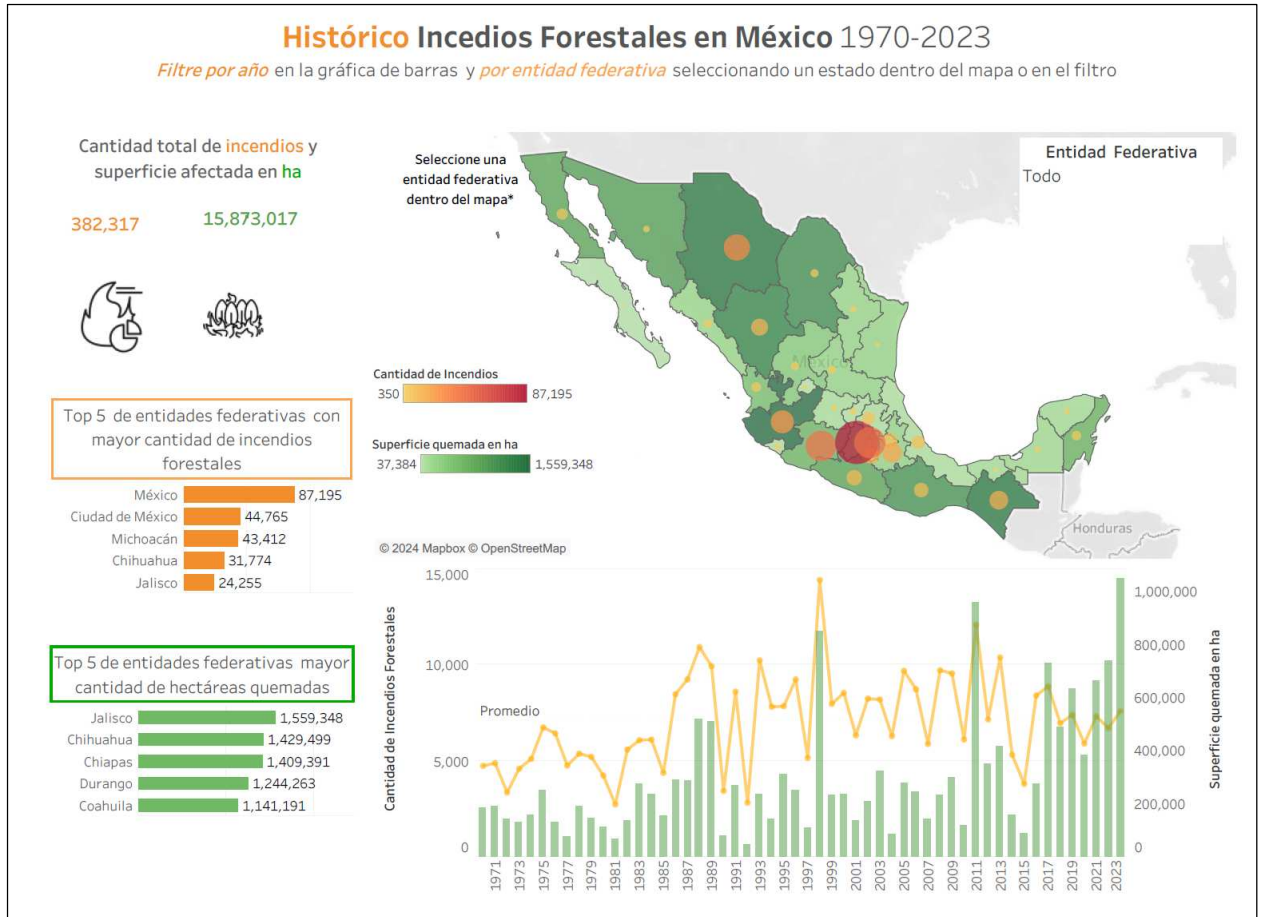 Histórico Incedios Forestales en México 1970-2023
Filtre por año en la gráfica de barras y por entidad federativa seleccionando un estado dentro del mapa o en el filtro
Cantidad total de incendios y
superficie afectada en ha
382,317
15,873,017
Seleccione una
entidad federativa
dentro del mapa*
Entidad Federativa
Todo
México
Honduras
Cantidad de Incendios
350
87,195
Superficie quemada en ha
37,384
1,559,348
© 2024 Mapbox © OpenStreetMap
Top 5 de entidades federativas con
mayor cantidad de incendios
forestales
México 87,195
Ciudad de México 44,765
Michoacán 43,412
Chihuahua 31,774
Jalisco 24,255
Top 5 de entidades federativas mayor
cantidad de hectáreas quemadas
Jalisco 1,559,348
Chihuahua 1,429,499
Chiapas 1,409,391
Durango 1,244,263
Coahuila 1,141,191
Cantidad de Incendios Forestales
15,000
10,000
5,000
0
Promedio
1,000,000
800,000
600,000
400,000
200,000
0
Superficie quemada en ha
1971 1973 1975 1977 1979 1981 1983 1985 1987 1989 1991 1993 1995 1997 1999 2001 2003 2005 2007 2009 2011 2013 2015 2017 2019 2021 2023